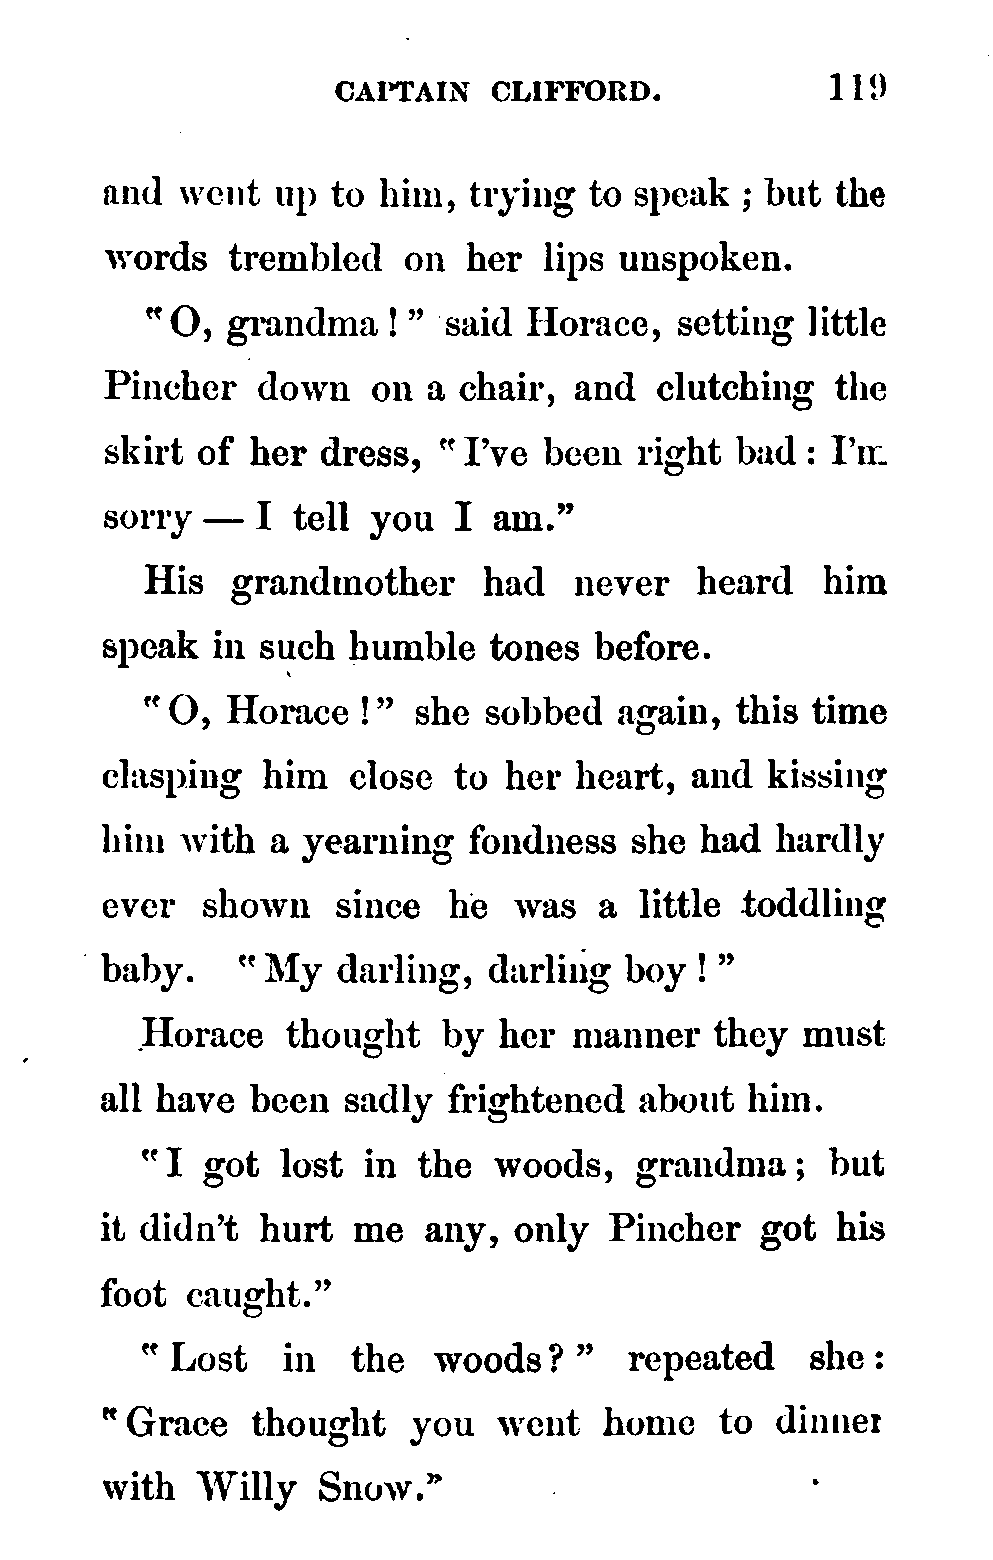 CAPTAIN CLIFFORD. 119
and went up to him, trying to speak ; but the
words trembled on her lips unspoken.
"O, grandma ! " said Horace, setting little
Pincher down on a chair, and clutching the
skirt of her dress, "I've been right bad : I'm
sorry — I tell you I am."
His grandmother had never heard him
speak in such humble tones before.
"O, Horace !" she sobbed again, this time
clasping him close to her heart, and kissing
him with a yearning fondness she had hardly
ever shown since he was a little toddling
baby. "My darling, darling boy ! "
Horace thought by her manner they must
all have been sadly frightened about him.
"I got lost in the woods, grandma ; but
it didn't hurt me any, only Pincher got his
foot caught."
"Lost in the woods ? " repeated she :
"Grace thought you went home to dinner
with Willy Snow."